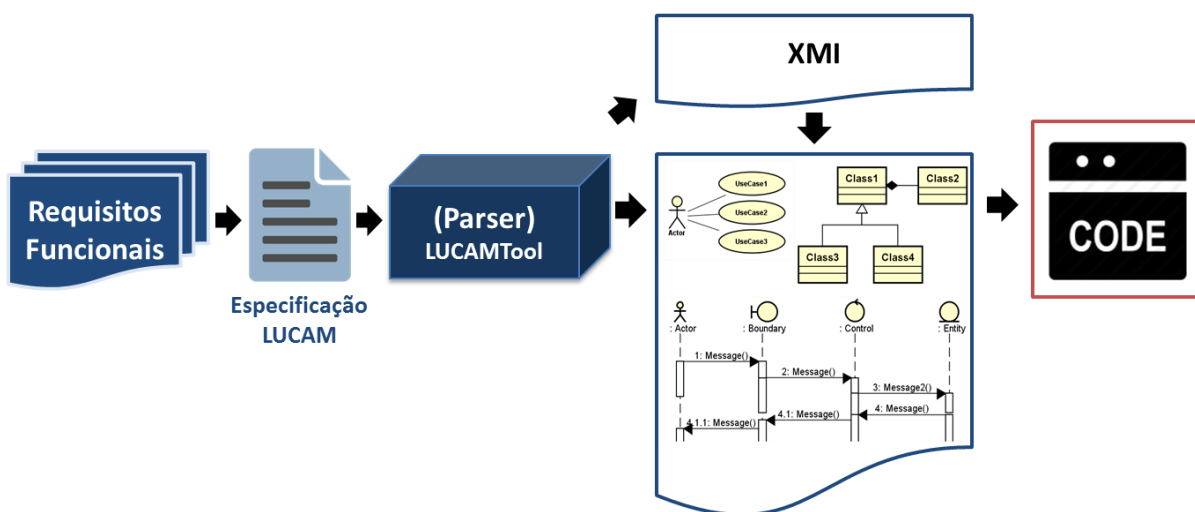 Requisitos
Funcionais
Especificação
LUCAM
(Parser)
LUCAMTool
XMI
Actor
UseCase1
UseCase2
UseCase3
Class1
Class2
Class3
Class4
: Actor
: Boundary
: Control
: Entity
1: Message()
2: Message()
3: Message2()
4.1.1: Message()
4.1: Message()
4: Message()
CODE